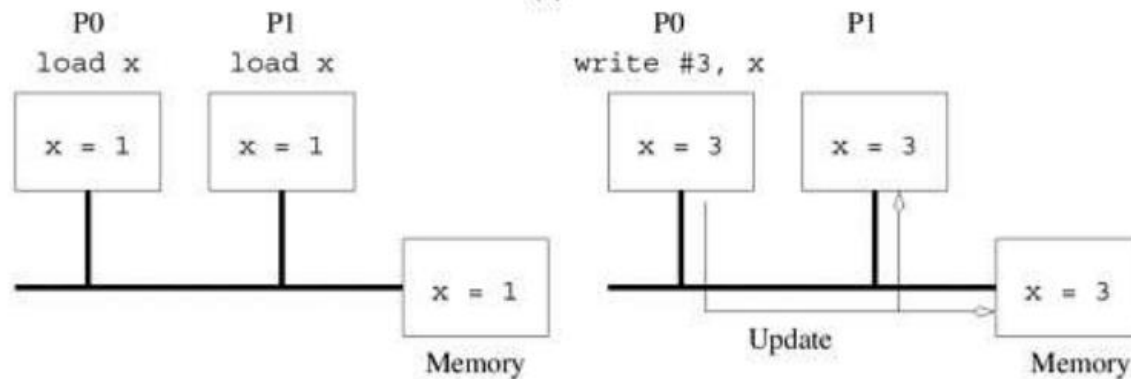 P0 P1 P0 P1
load x load x write #3, x
x = 1 x = 1 x = 3 x = 3
x = 1 x = 3
Update
Memory Memory